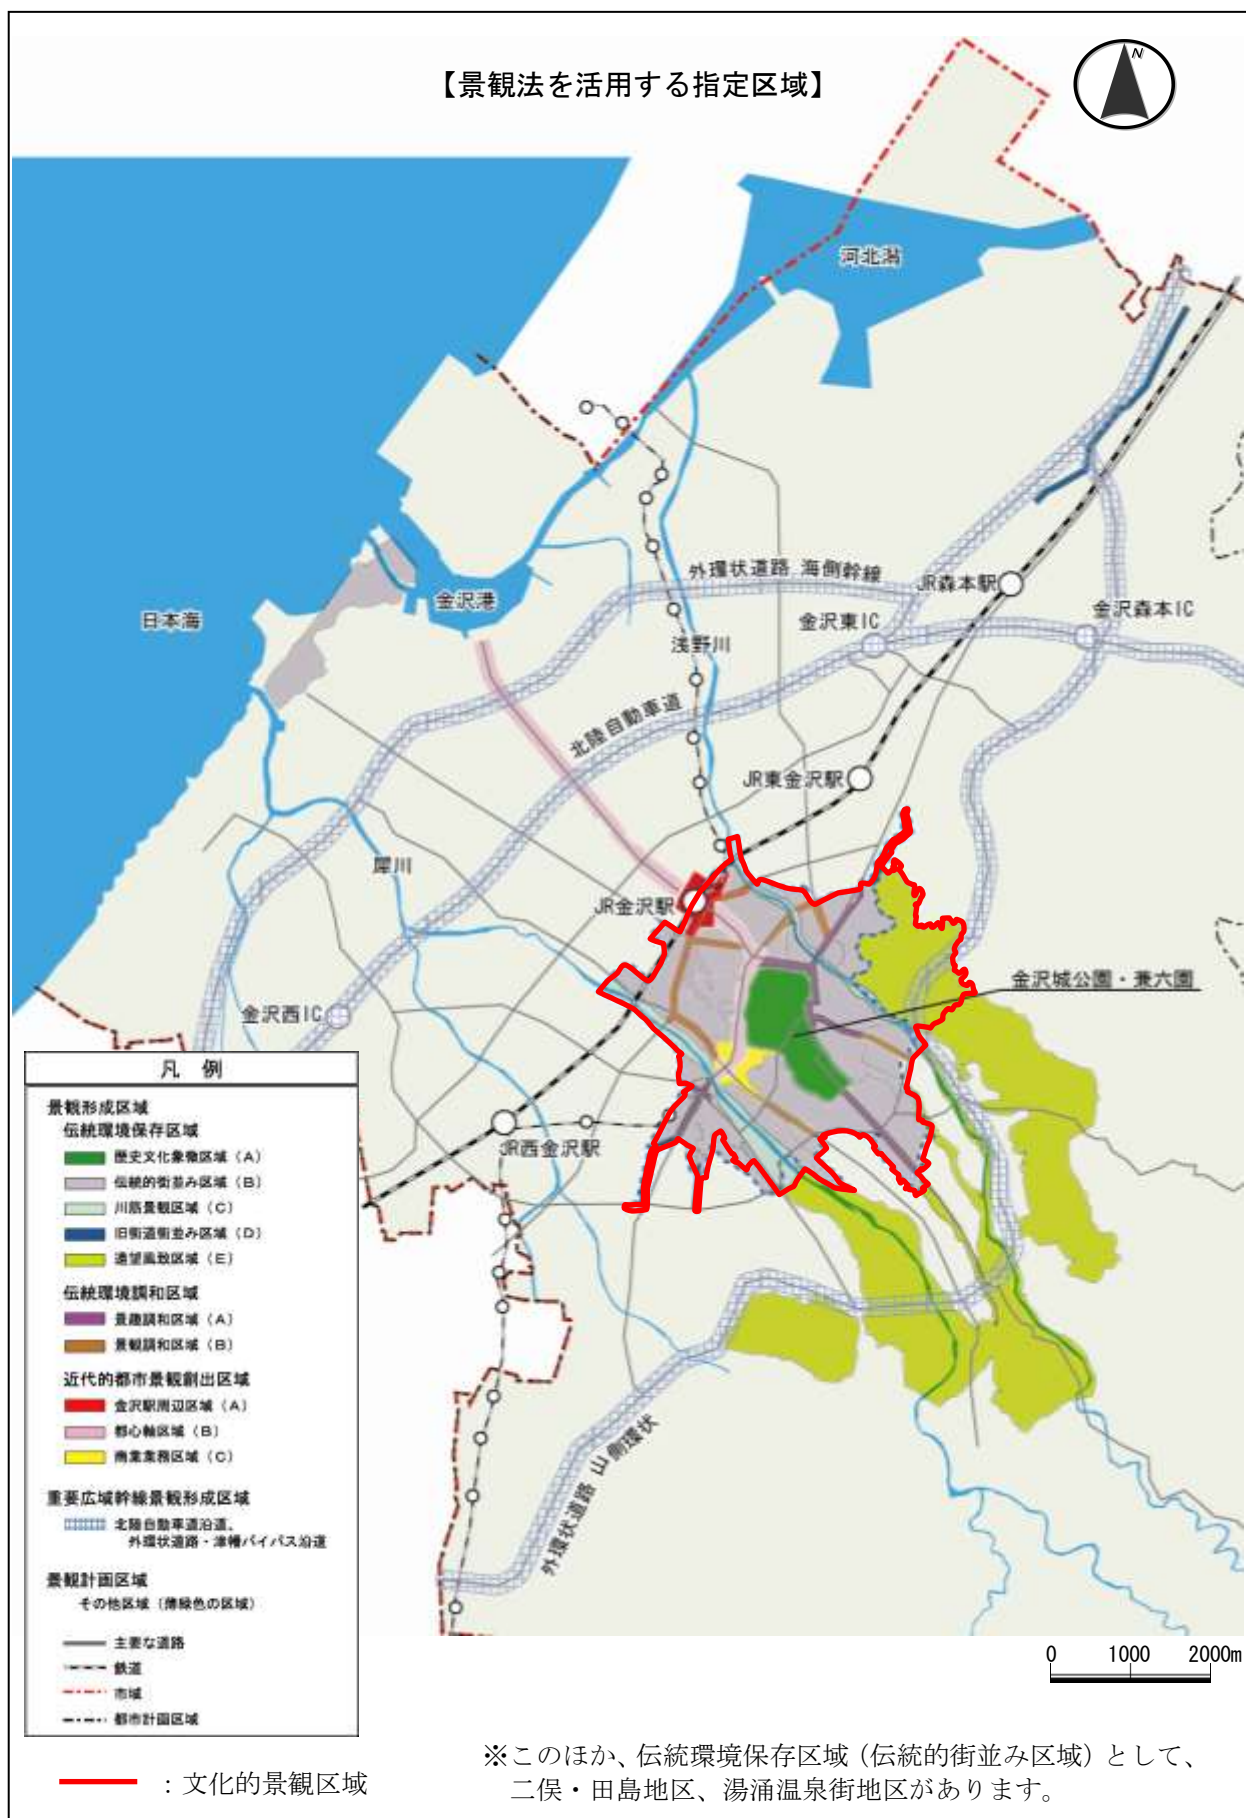 【景観法を活用する指定区域】
N
河北潟
外環状道路 海側幹線
JR森本駅
金沢東IC
金沢森本IC
日本海
金沢港
浅野川
北陸自動車道
JR東金沢駅
犀川
JR金沢駅
金沢城公園・兼六園
金沢西IC
JR西金沢駅
外環状道路 山側環状
凡 例
景観形成区域
伝統環境保存区域
歴史文化象徴区域（A）
伝統的街並み区域（B）
川筋景観区域（C）
旧街道街並み区域（D）
遠望風致区域（E）
伝統環境調和区域
景趣調和区域（A）
景観調和区域（B）
近代的都市景観創出区域
金沢駅周辺区域（A）
都心軸区域（B）
商業業務区域（C）
重要広域幹線景観形成区域
北陸自動車道沿道、
外環状道路・津幡バイパス沿道
景観計画区域
その他区域（薄緑色の区域）
主要な道路
鉄道
市域
都市計画区域
0 1000 2000m
：文化的景観区域
※このほか、伝統環境保存区域（伝統的街並み区域）として、
二俣・田島地区、湯涌温泉街地区があります。